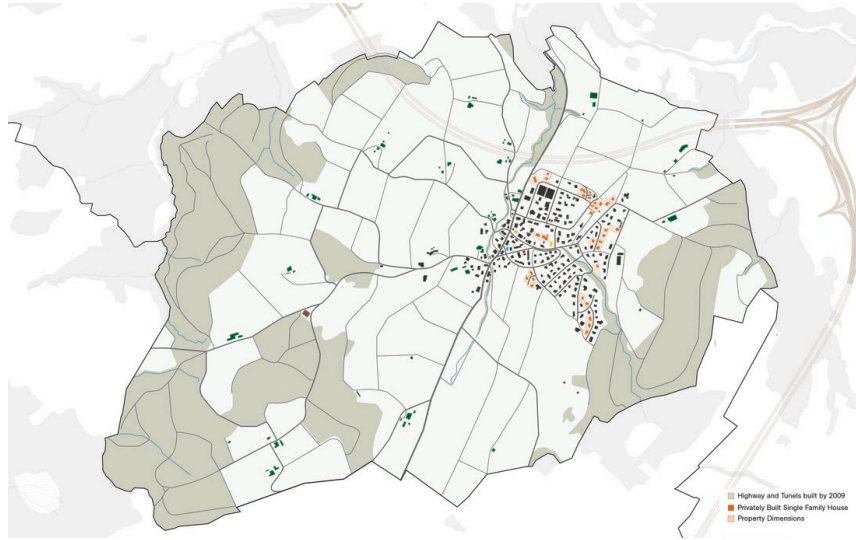 Highway and Tunels built by 2009
Privately Built Single Family House
Property Dimensions